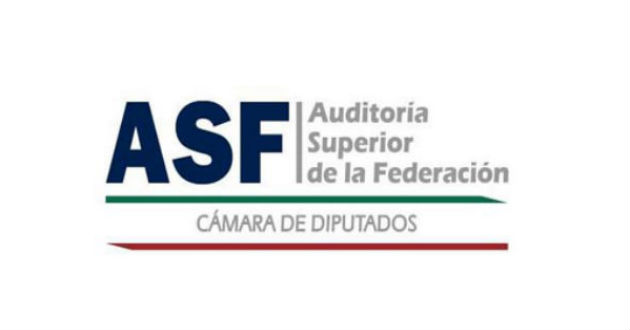 ASF
Auditoría
Superior
de la Federación
CÁMARA DE DIPUTADOS